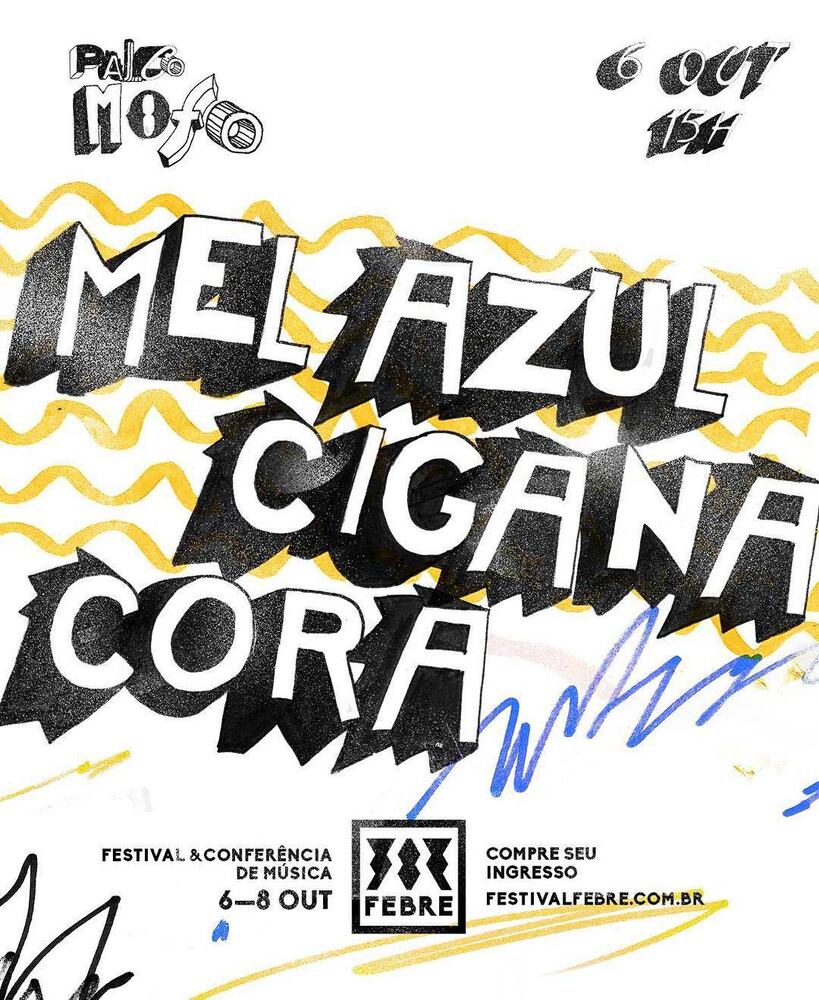 PALCO
MOFO
6 OUT
15H
MEL AZUL
CIGANA
CORA
FESTIVAL & CONFERÊNCIA
DE MÚSICA
6—8 OUT
FEBRE
COMPRE SEU
INGRESSO
FESTIVALFEBRE.COM.BR